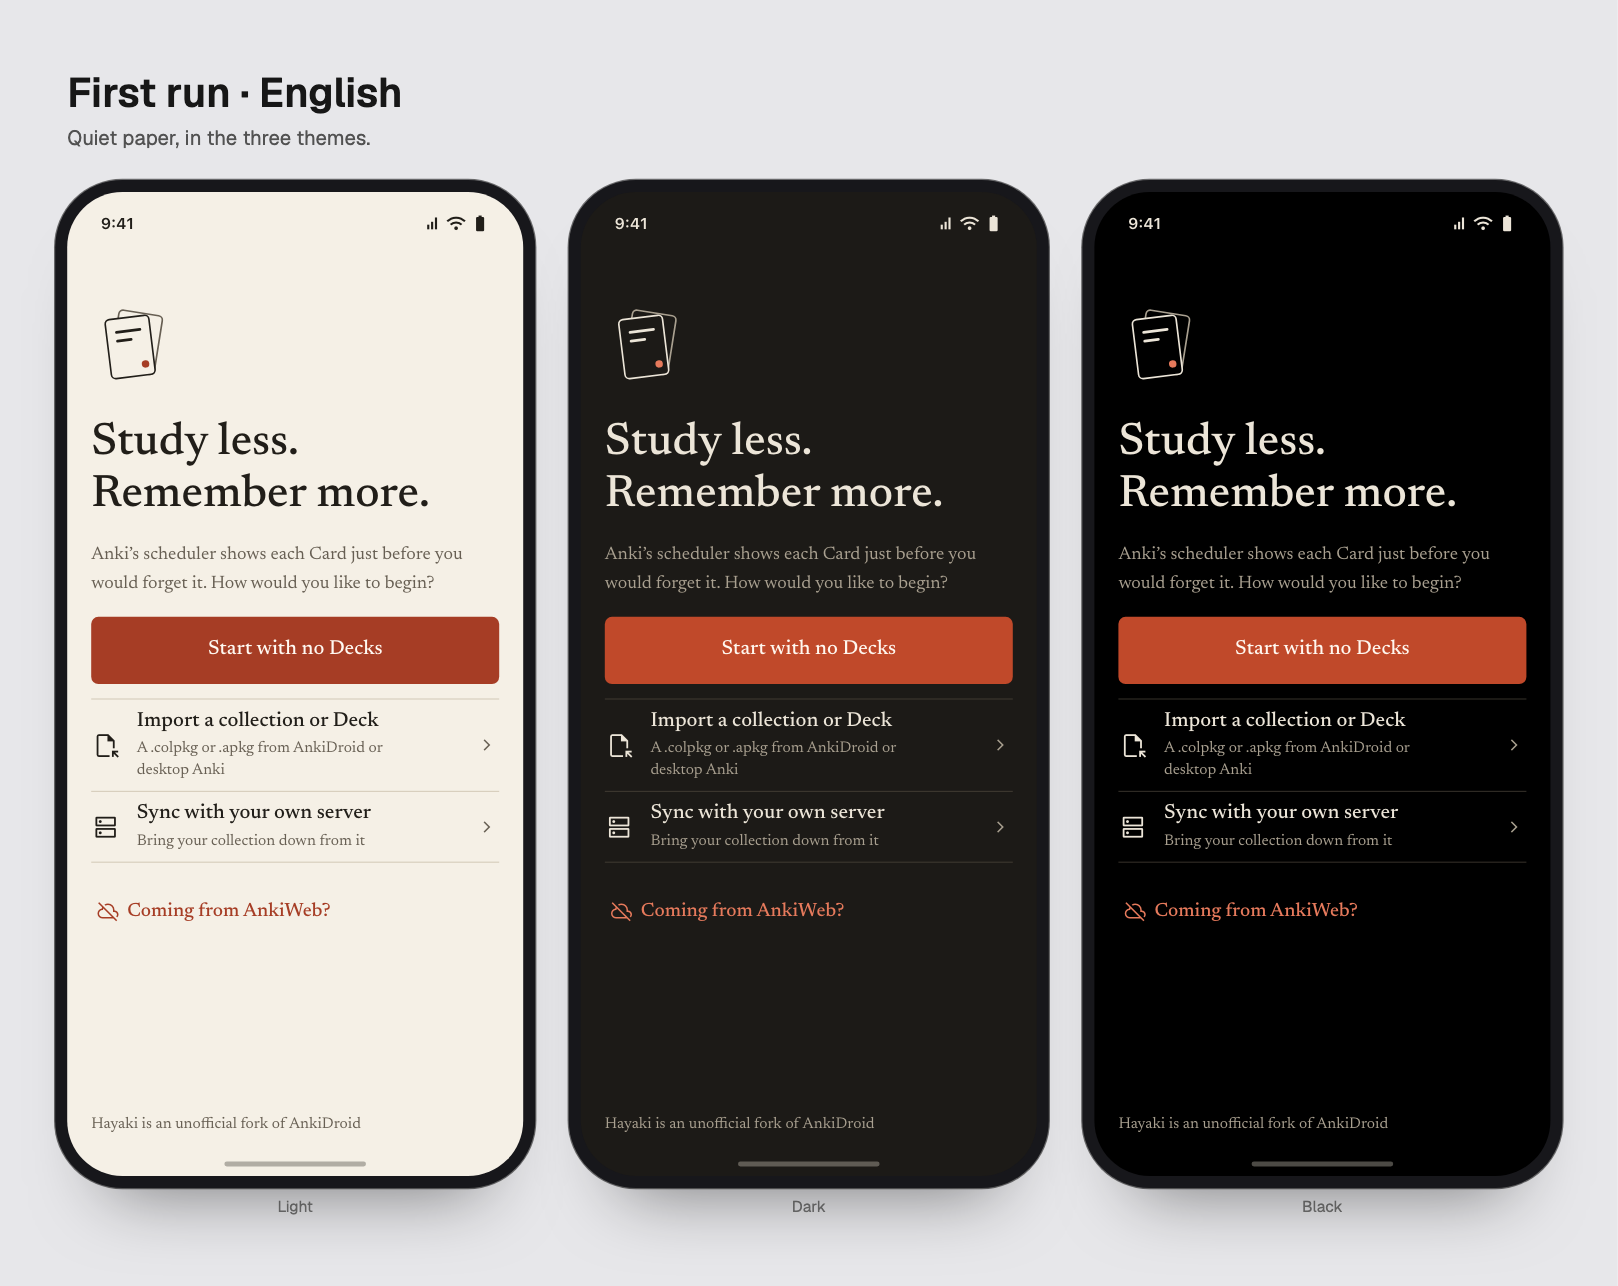 First run · English
Quiet paper, in the three themes.
9:41
Study less.
Remember more.
Anki’s scheduler shows each Card just before you
would forget it. How would you like to begin?
Start with no Decks
Import a collection or Deck
A .colpkg or .apkg from AnkiDroid or
desktop Anki
Sync with your own server
Bring your collection down from it
Coming from AnkiWeb?
Hayaki is an unofficial fork of AnkiDroid
Light
9:41
Study less.
Remember more.
Anki’s scheduler shows each Card just before you
would forget it. How would you like to begin?
Start with no Decks
Import a collection or Deck
A .colpkg or .apkg from AnkiDroid or
desktop Anki
Sync with your own server
Bring your collection down from it
Coming from AnkiWeb?
Hayaki is an unofficial fork of AnkiDroid
Dark
9:41
Study less.
Remember more.
Anki’s scheduler shows each Card just before you
would forget it. How would you like to begin?
Start with no Decks
Import a collection or Deck
A .colpkg or .apkg from AnkiDroid or
desktop Anki
Sync with your own server
Bring your collection down from it
Coming from AnkiWeb?
Hayaki is an unofficial fork of AnkiDroid
Black